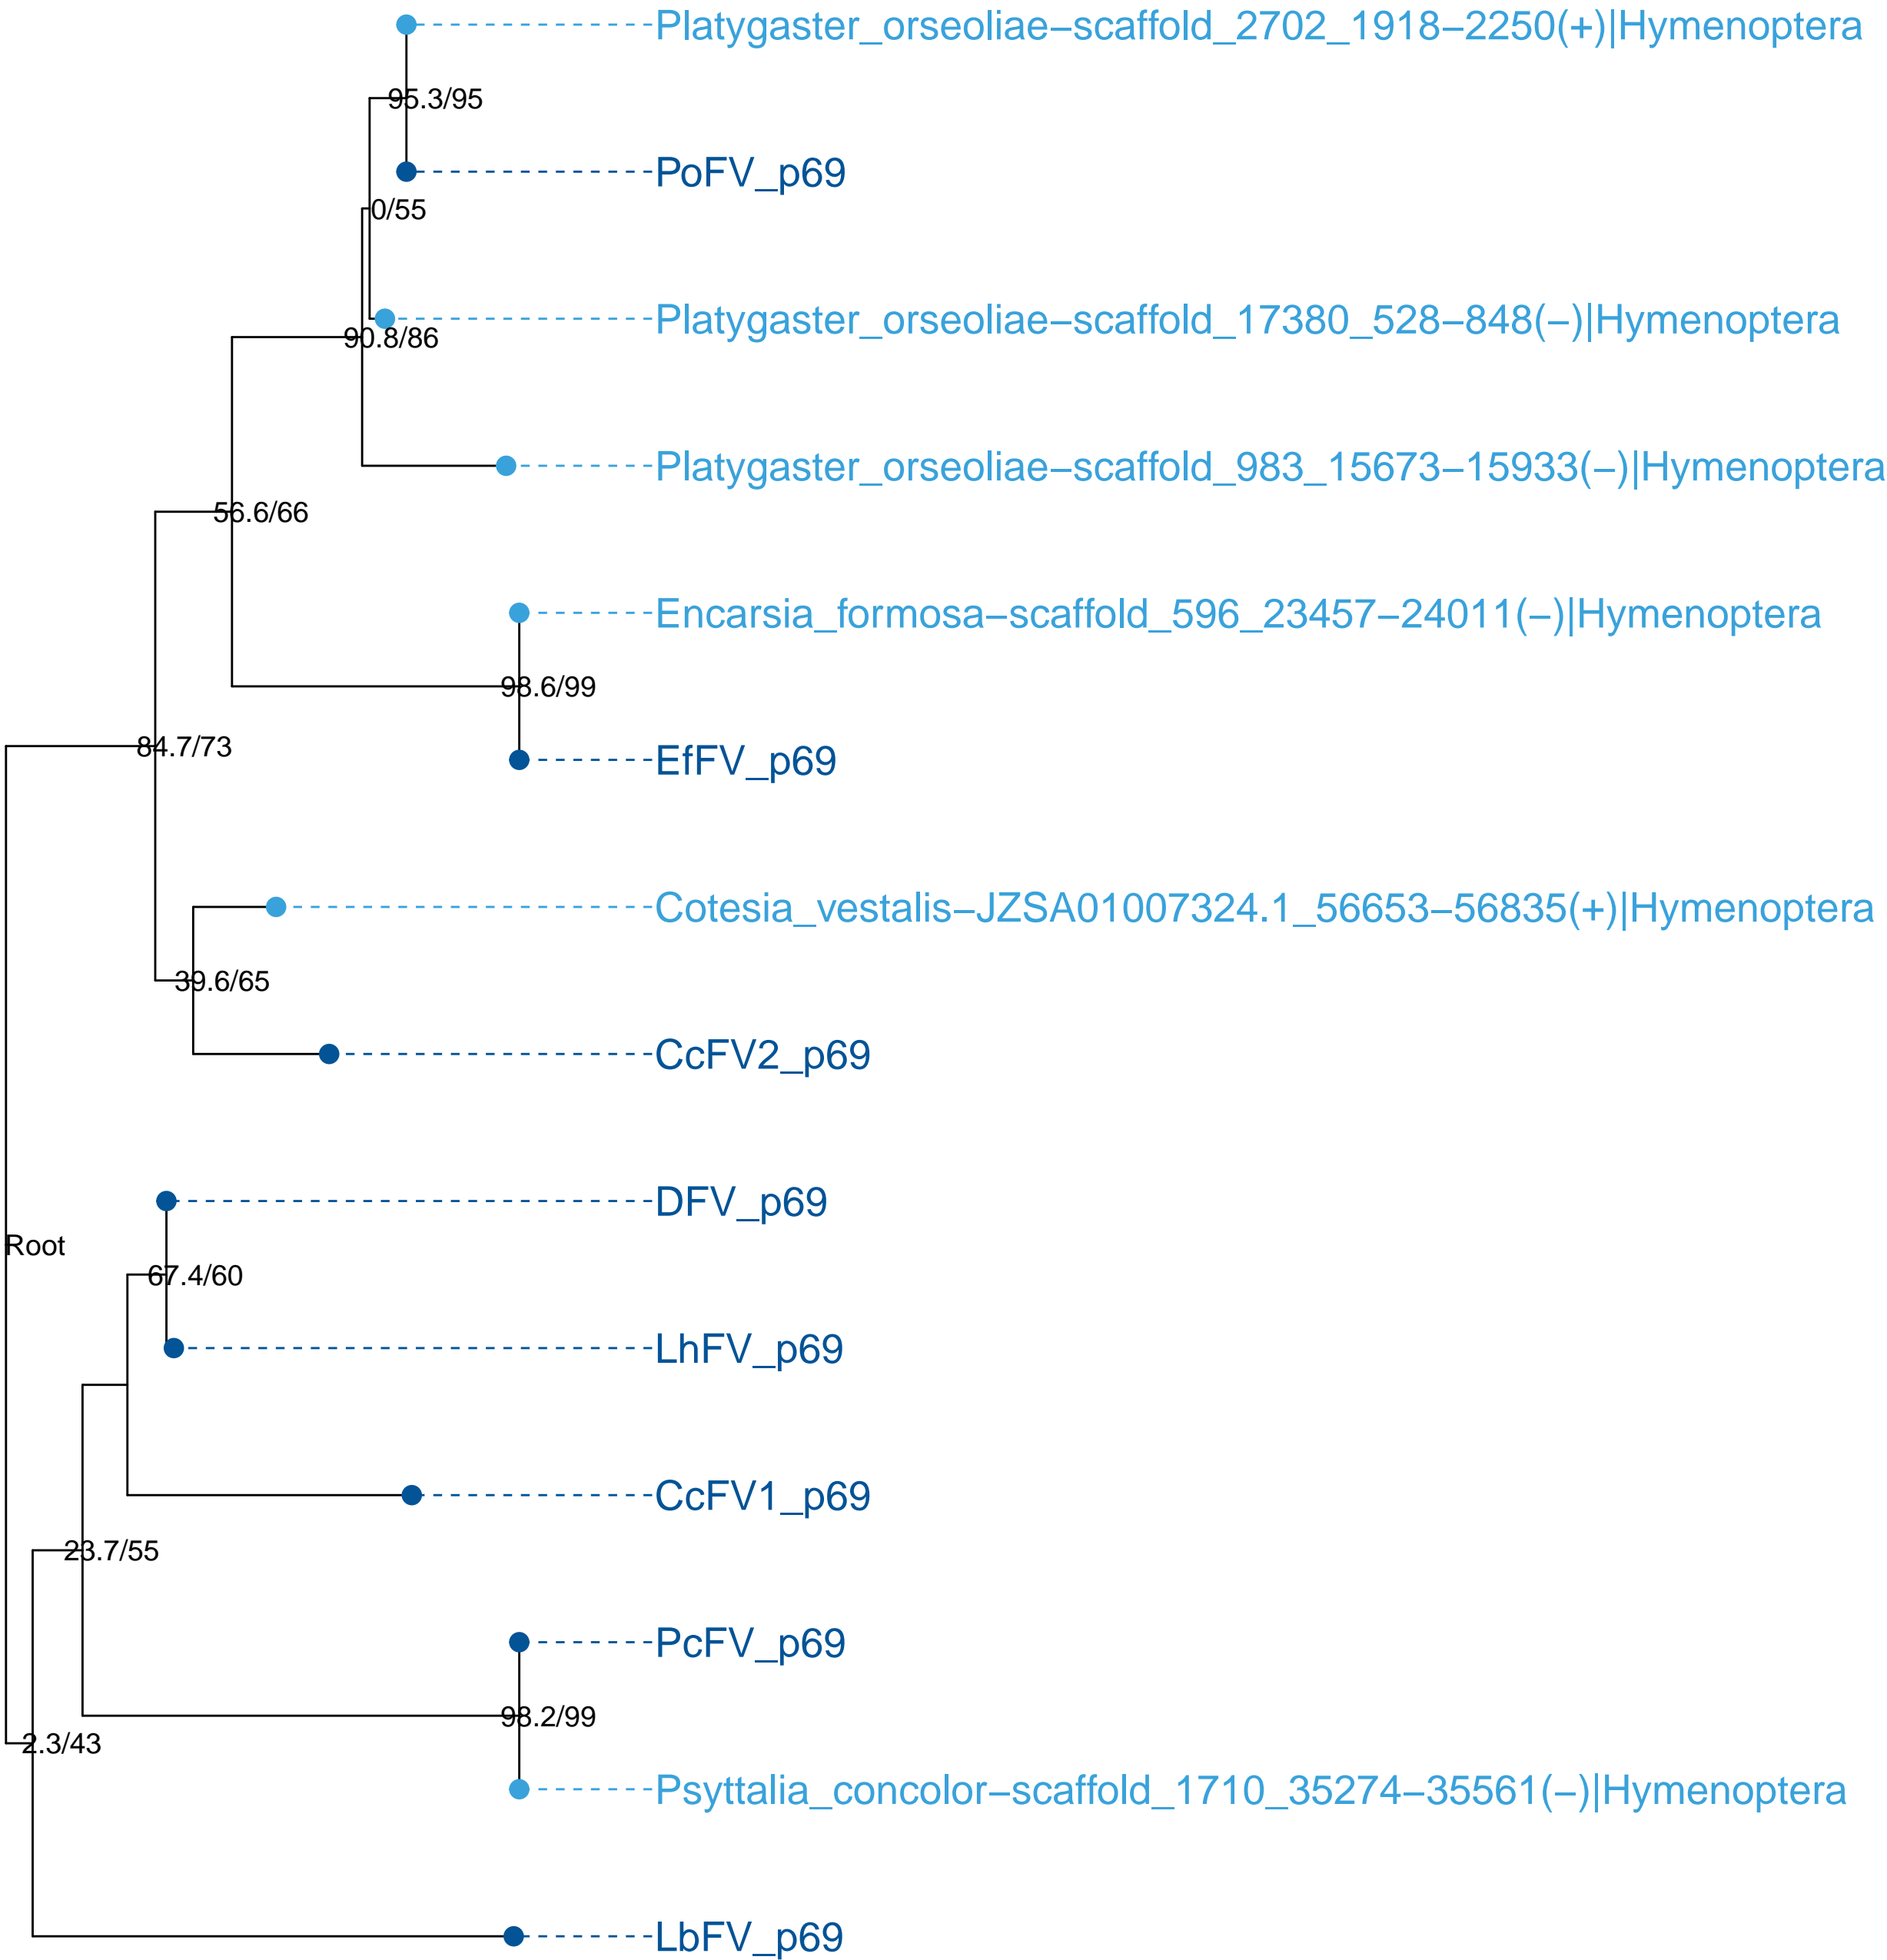 Platygaster_orseoliae–scaffold_2702_1918–2250(+)|Hymenoptera
95.3/95
PoFV_p69
0/55
Platygaster_orseoliae–scaffold_17380_528–848(–)|Hymenoptera
90.8/86
Platygaster_orseoliae–scaffold_983_15673–15933(–)|Hymenoptera
56.6/66
Encarsia_formosa–scaffold_596_23457–24011(–)|Hymenoptera
98.6/99
84.7/73
EfFV_p69
Cotesia_vestalis–JZSA01007324.1_56653–56835(+)|Hymenoptera
39.6/65
CcFV2_p69
DFV_p69
Root
67.4/60
LhFV_p69
CcFV1_p69
23.7/55
PcFV_p69
98.2/99
2.3/43
Psyttalia_concolor–scaffold_1710_35274–35561(–)|Hymenoptera
LbFV_p69